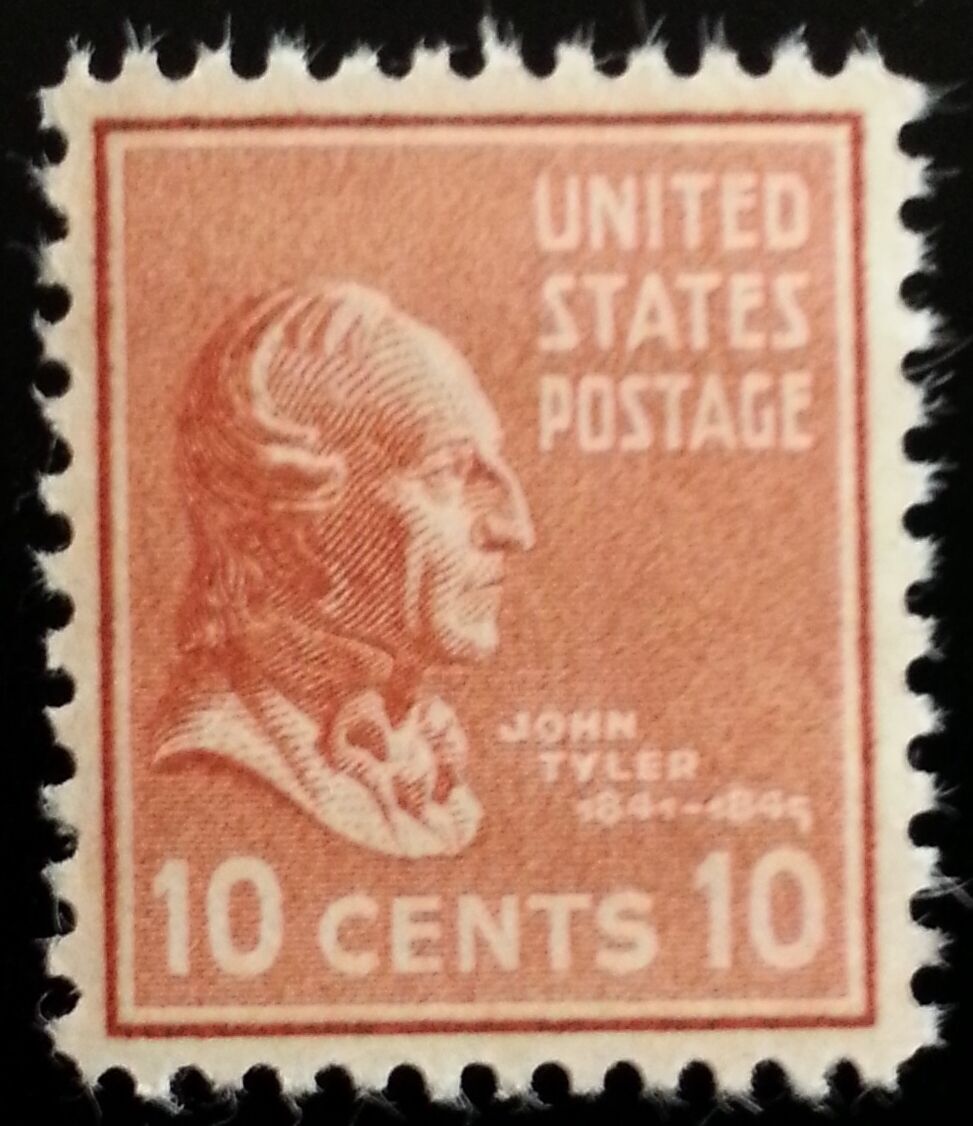 UNITED
STATES
POSTAGE
JOHN
TYLER
1841-1845
10 CENTS 10